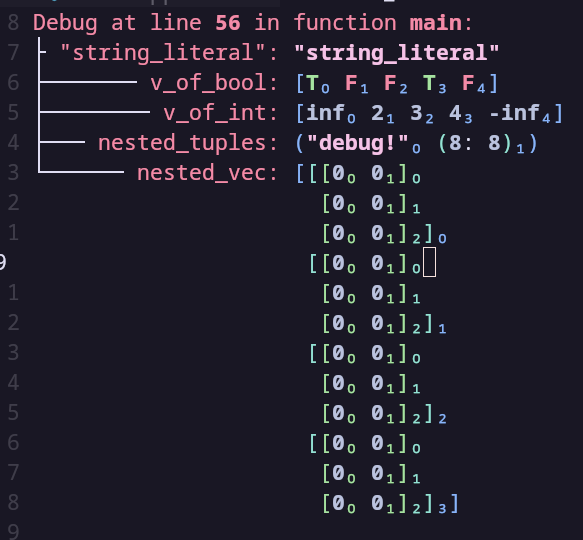 8 Debug at line 56 in function main:
7 ├ "string_literal": "string_literal"
6 ├─────── v_of_bool: [T₀ F₁ F₂ T₃ F₄]
5 ├──────── v_of_int: [inf₀ 2₁ 3₂ 4₃ -inf₄]
4 ├─── nested_tuples: ("debug!"₀ (8: 8)₁)
3 └────── nested_vec: [[[0₀ 0₁]₀
2 [0₀ 0₁]₁
1 [0₀ 0₁]₂]₀
9 [[0₀ 0₁]₀
1 [0₀ 0₁]₁
2 [0₀ 0₁]₂]₁
3 [[0₀ 0₁]₀
4 [0₀ 0₁]₁
5 [0₀ 0₁]₂]₂
6 [[0₀ 0₁]₀
7 [0₀ 0₁]₁
8 [0₀ 0₁]₂]₃]
9